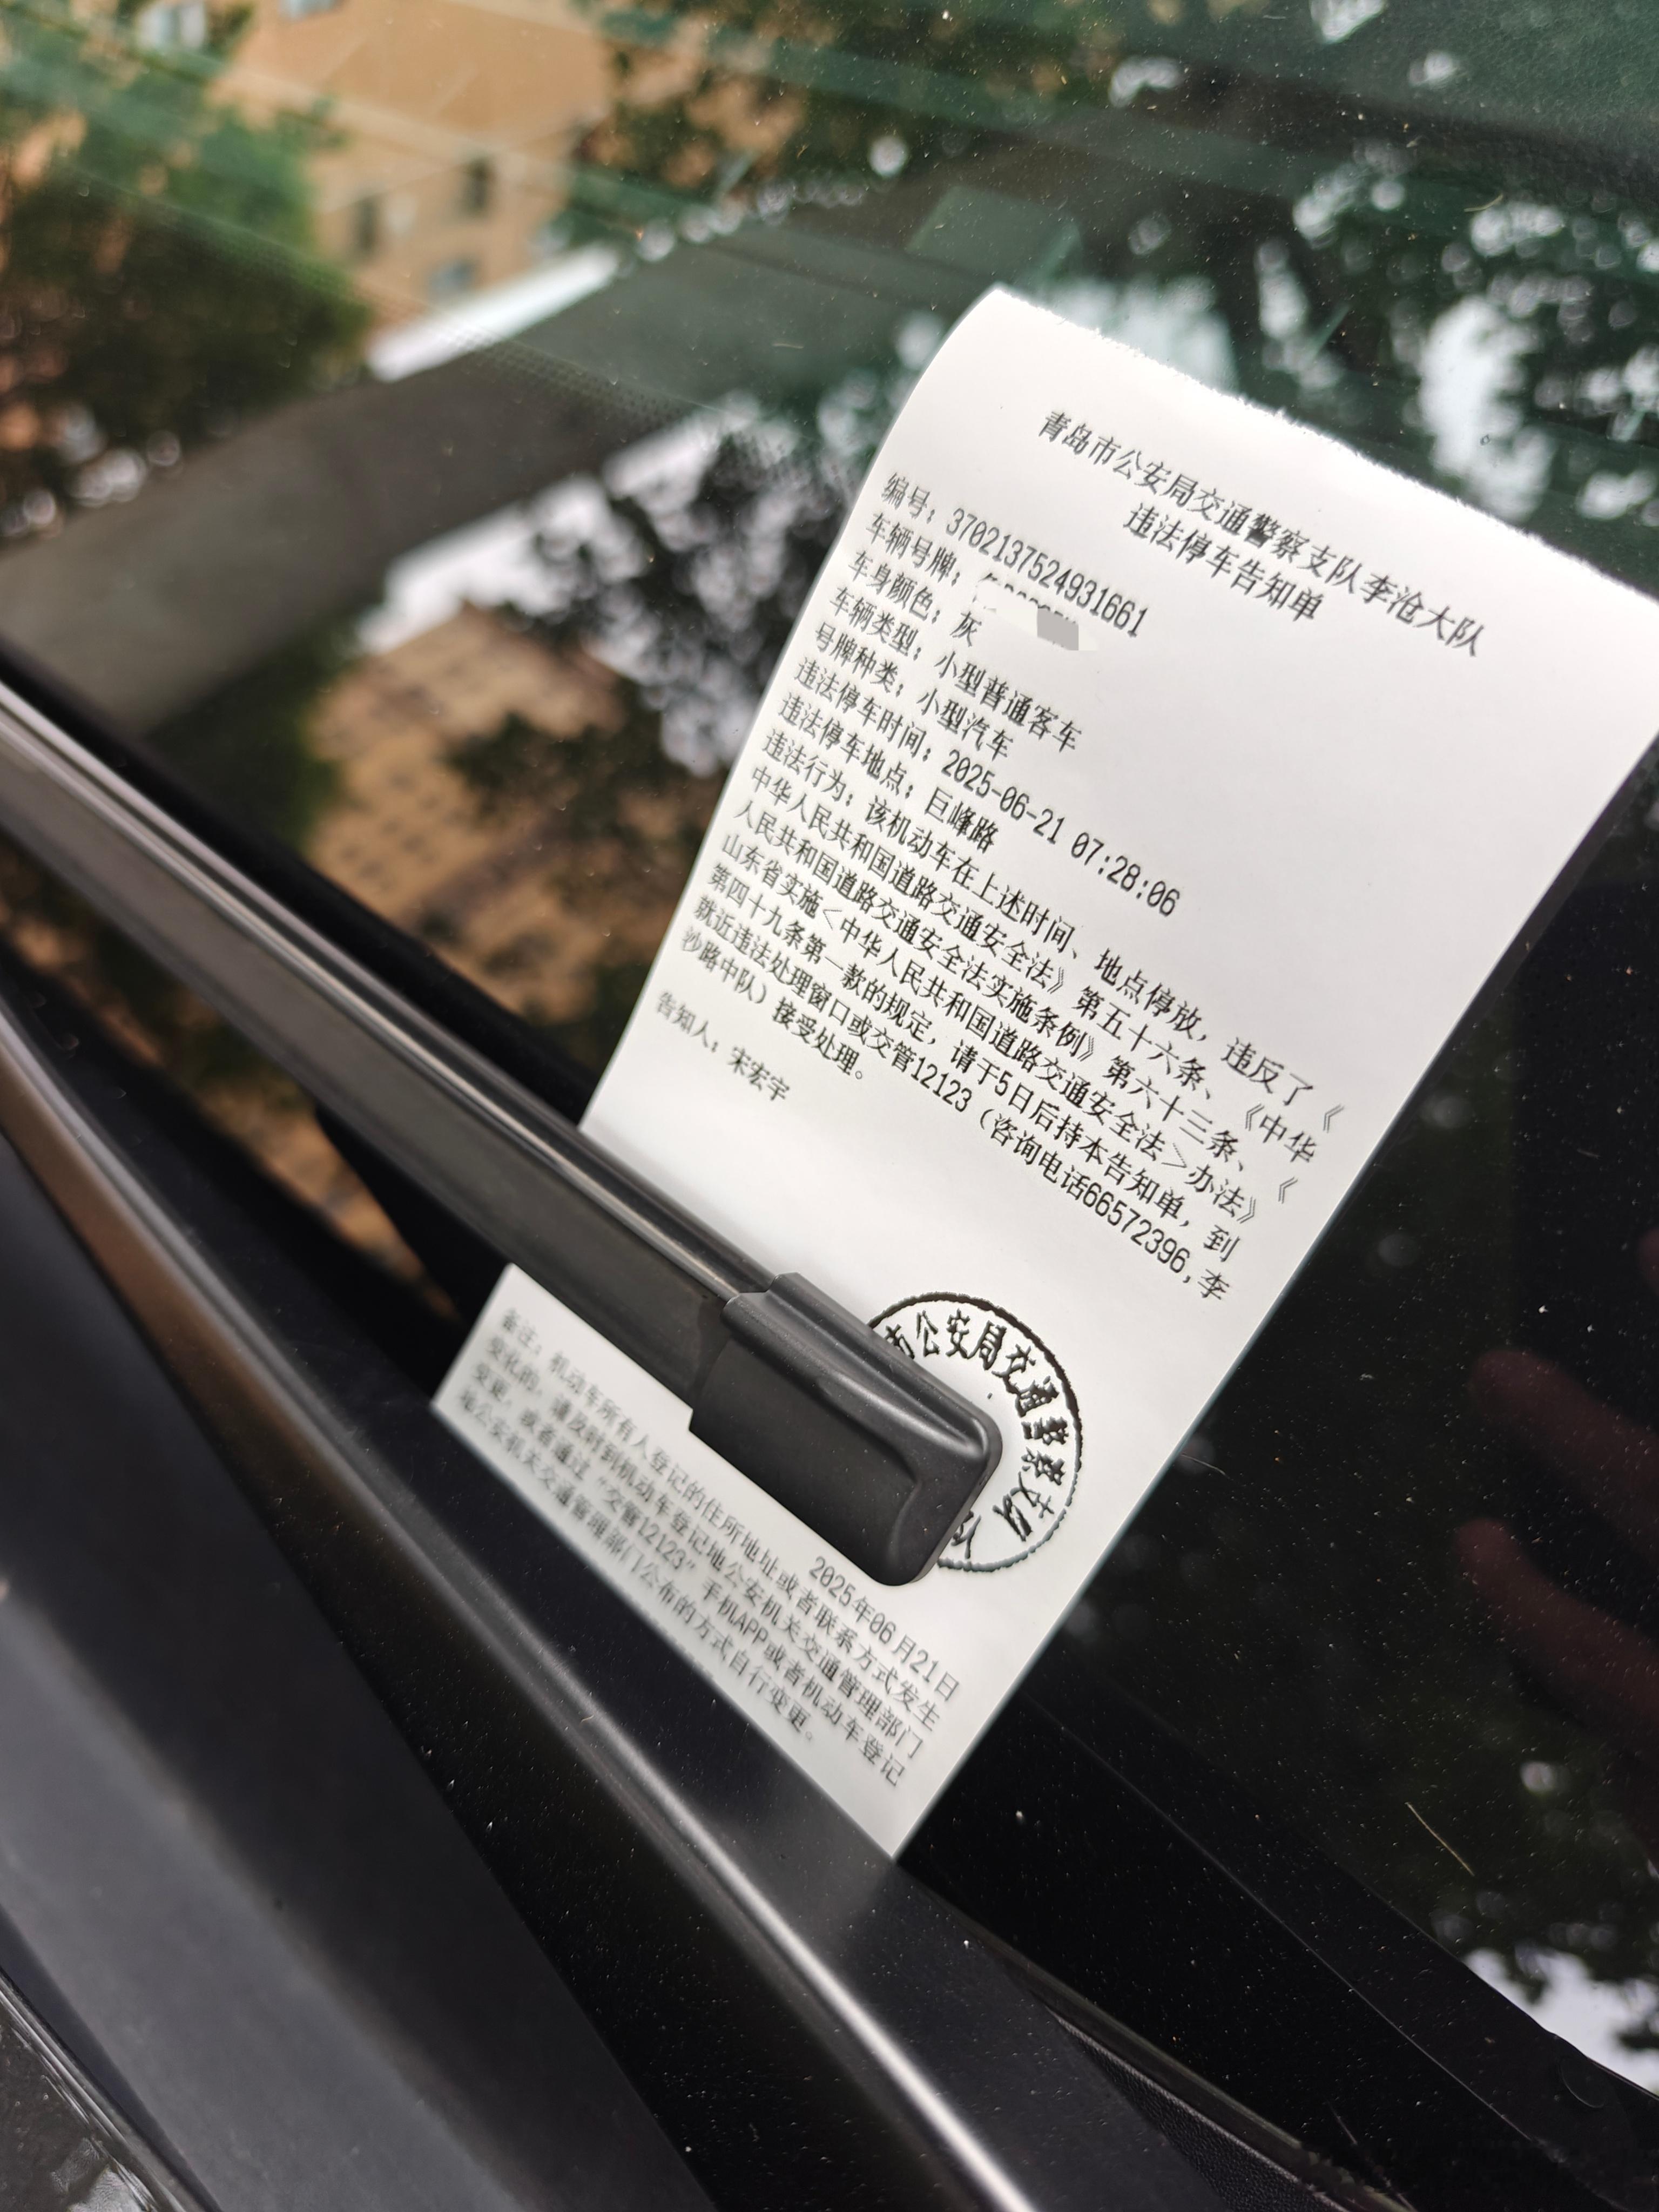 青岛市公安局交通警察支队李沧大队
违法停车告知单
编号：3702137524931661
车辆号牌：
车身颜色：灰
车辆类型：小型普通客车
号牌种类：小型汽车
违法停车时间：2025-06-21 07:28:06
违法停车地点：巨峰路
违法行为：该机动车在上述时间、地点停放，违反了《
中华人民共和国道路交通安全法》第五十六条、《中华
人民共和国道路交通安全法实施条例》第六十三条、《
山东省实施<中华人民共和国道路交通安全法>办法》
第四十九条第一款的规定，请于5日后持本告知单，到
就近违法处理窗口或交管12123（咨询电话66572396,李
沙路中队）接受处理。
告知人：宋宏宇
市公安局交通警察支队
2025年06月21日
备注：机动车所有人登记的住所地址或者联系方式发生
变化的，请及时到机动车登记地公安机关交通管理部门
变更，或者通过“交管12123”手机APP或者机动车登记
地公安机关交通管理部门公布的方式自行变更。